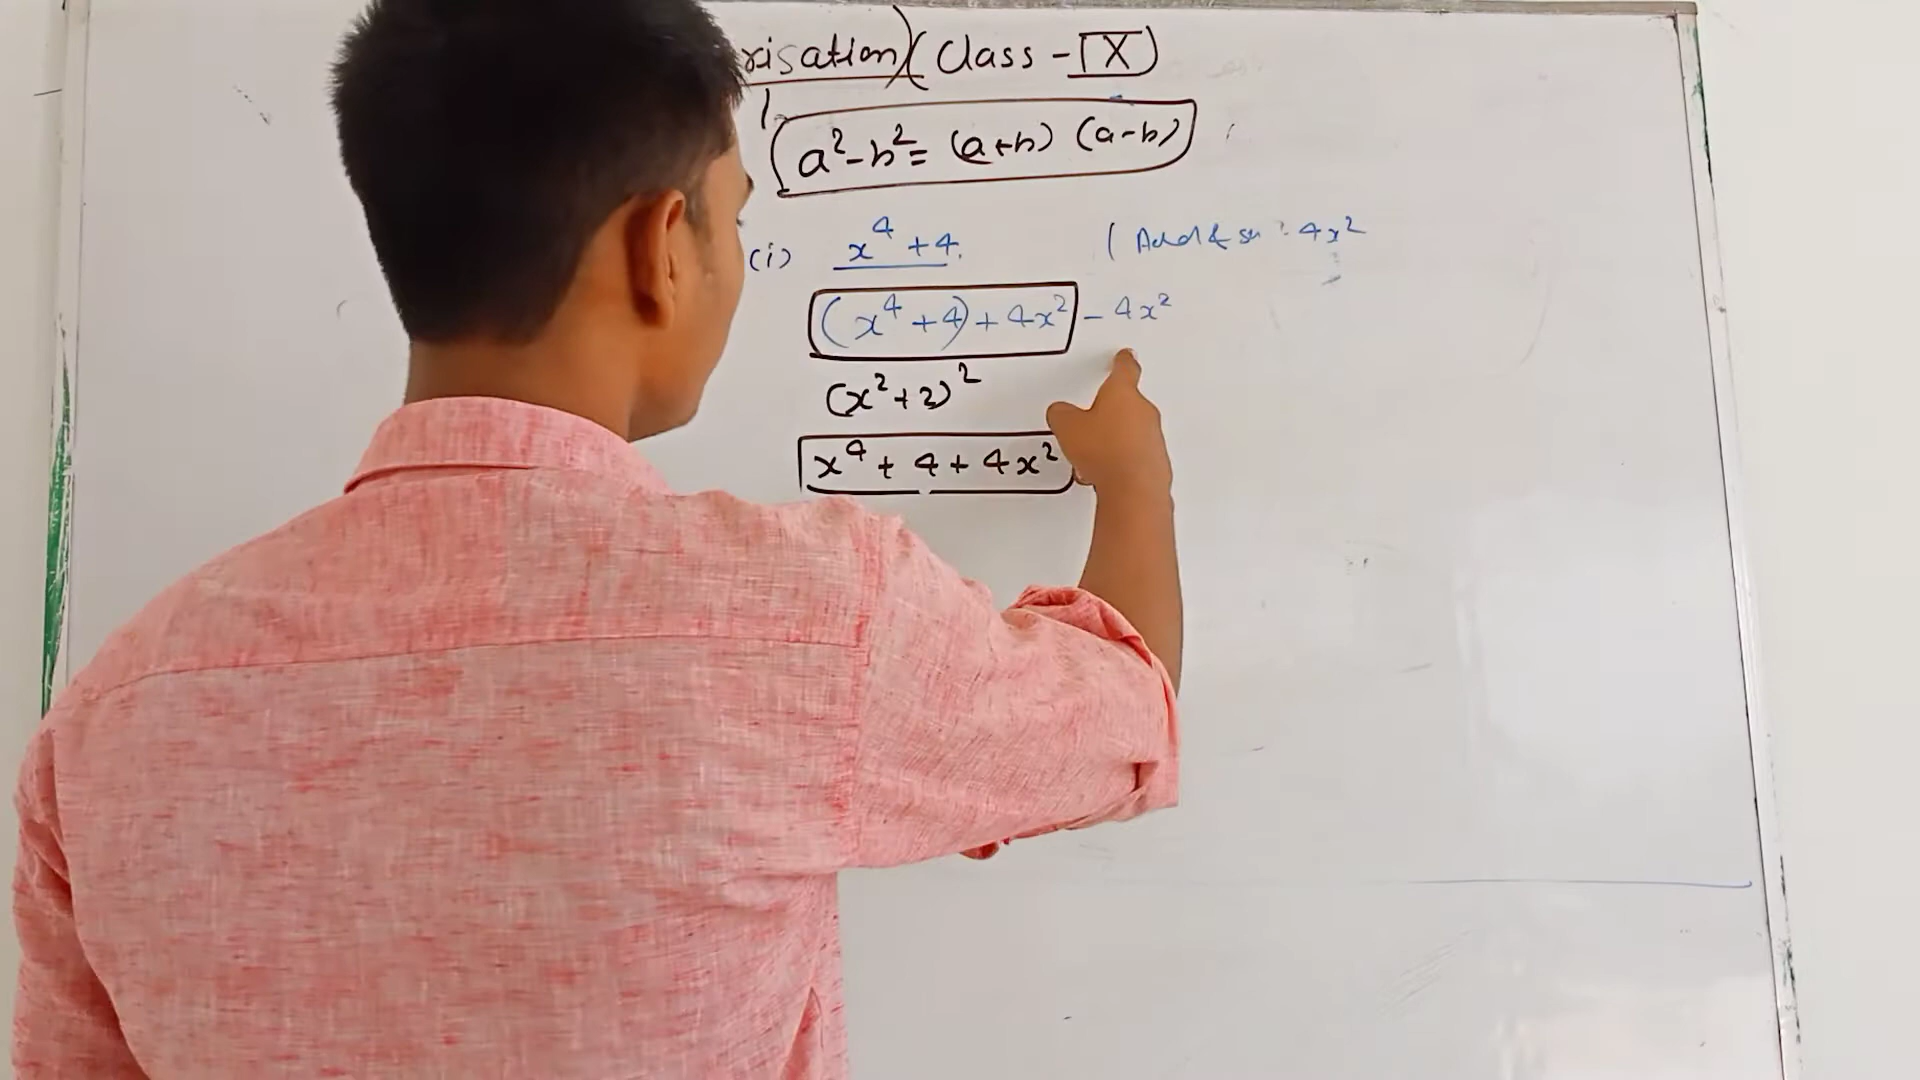 risation) (Class - IX)
a² - b² = (a+b) (a-b)
(i) x⁴ + 4. ( Add & su : 4x²
(x⁴ + 4) + 4x² - 4x²
(x² + 2)²
x⁴ + 4 + 4x²